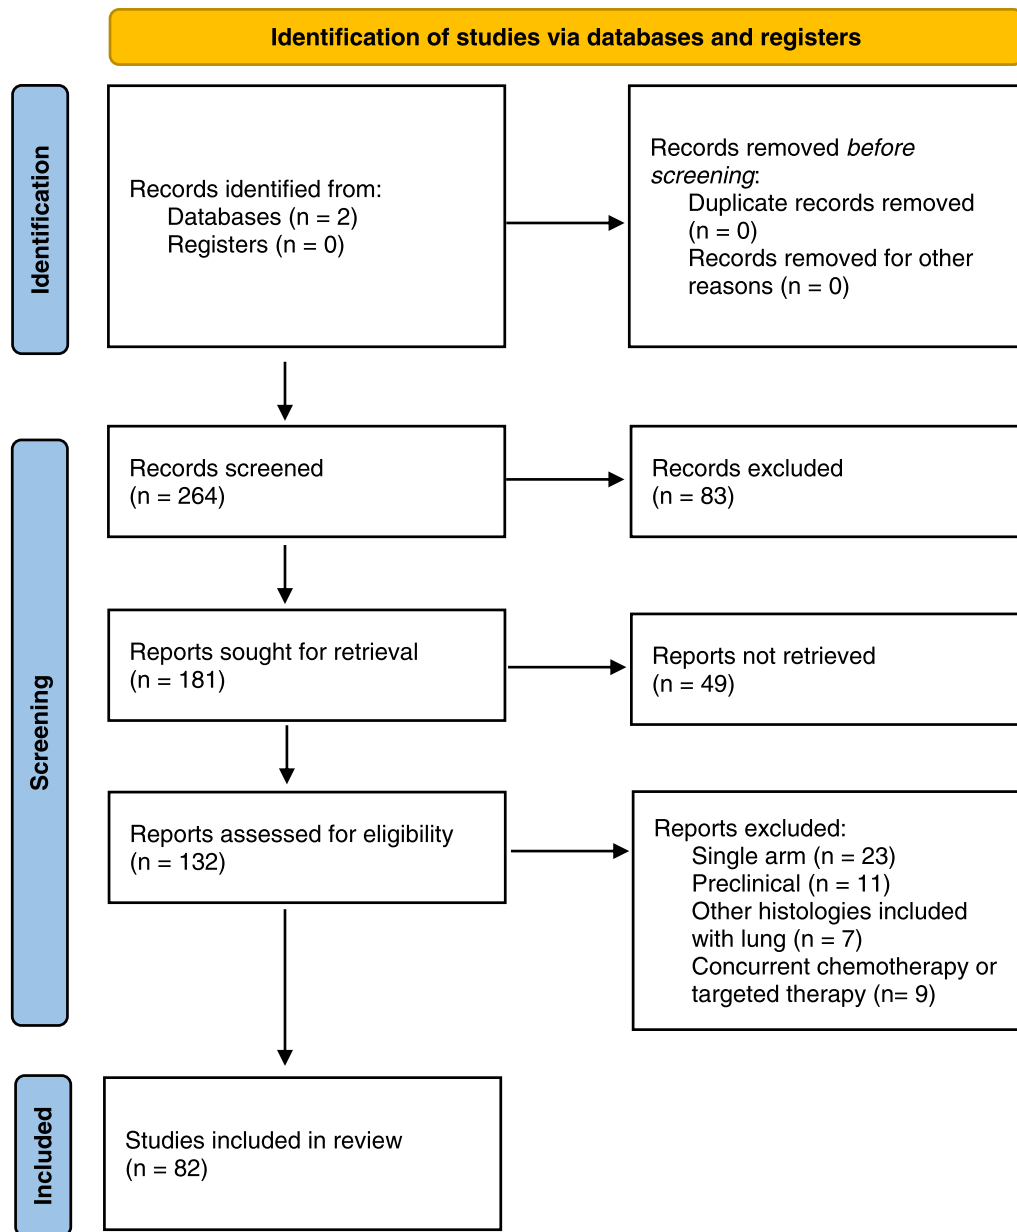 Identification of studies via databases and registers
Identification
Records identified from:
Databases (n = 2)
Registers (n = 0)
Records removed before
screening:
Duplicate records removed
(n = 0)
Records removed for other
reasons (n = 0)
Screening
Records screened
(n = 264)
Records excluded
(n = 83)
Reports sought for retrieval
(n = 181)
Reports not retrieved
(n = 49)
Reports assessed for eligibility
(n = 132)
Reports excluded:
Single arm (n = 23)
Preclinical (n = 11)
Other histologies included
with lung (n = 7)
Concurrent chemotherapy or
targeted therapy (n= 9)
Included
Studies included in review
(n = 82)